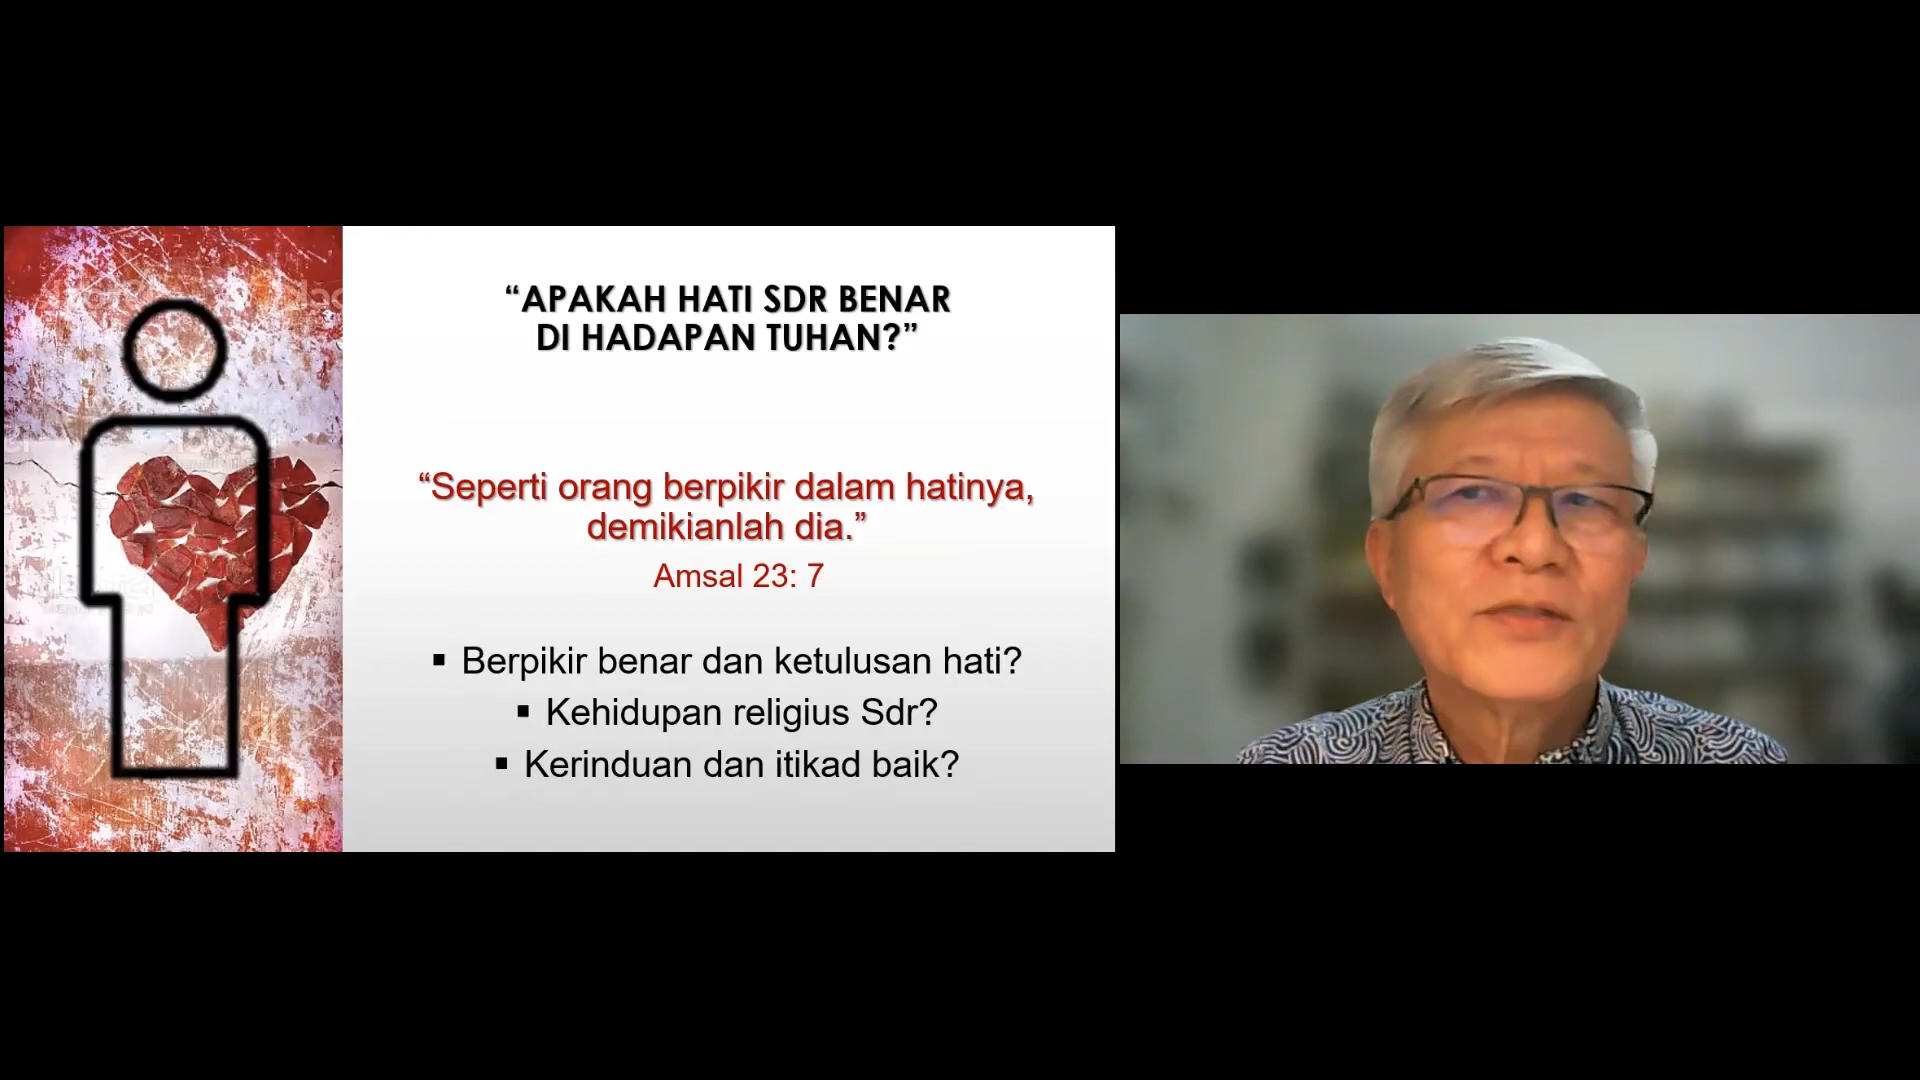 “APAKAH HATI SDR BENAR
DI HADAPAN TUHAN?”
“Seperti orang berpikir dalam hatinya,
demikianlah dia.”
Amsal 23: 7
▪ Berpikir benar dan ketulusan hati?
▪ Kehidupan religius Sdr?
▪ Kerinduan dan itikad baik?